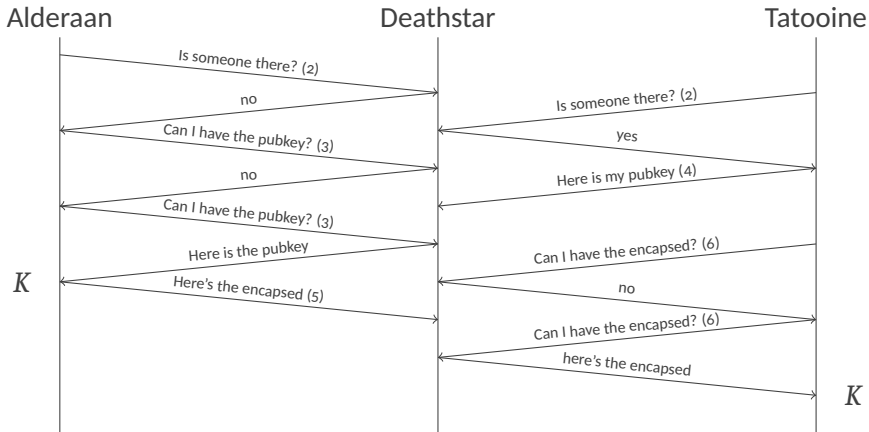 Alderaan
Deathstar
Tatooine
Is someone there? (2)
no
Is someone there? (2)
Can I have the pubkey? (3)
yes
no
Here is my pubkey (4)
Can I have the pubkey? (3)
Here is the pubkey
Can I have the encapsed? (6)
K
Here's the encapsed (5)
no
Can I have the encapsed? (6)
here's the encapsed
K